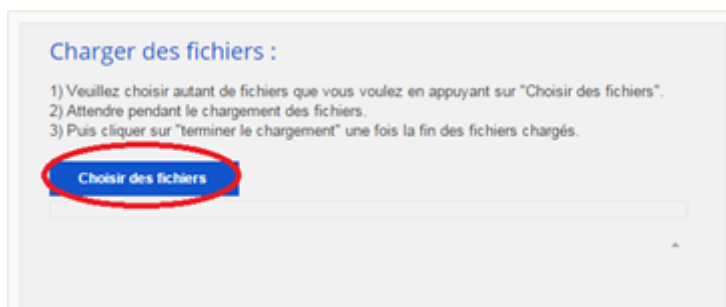 Charger des fichiers :
1) Veuillez choisir autant de fichiers que vous voulez en appuyant sur "Choisir des fichiers".
2) Attendre pendant le chargement des fichiers.
3) Puis cliquer sur "terminer le chargement" une fois la fin des fichiers chargés.
Choisir des fichiers